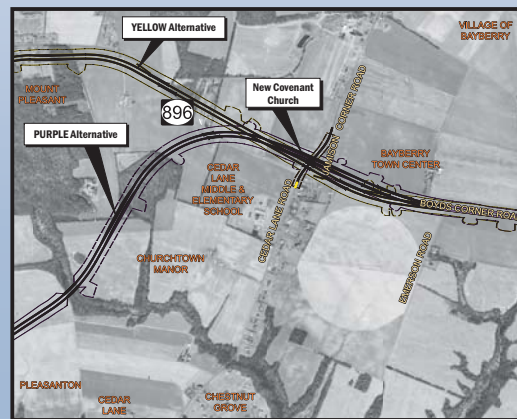 YELLOW Alternative
VILLAGE OF
BAYBERRY
MOUNT
PLEASANT
New Covenant
Church
896
JAMISON CORNER ROAD
PURPLE Alternative
BAYBERRY
TOWN CENTER
CEDAR
LANE
MIDDLE &
ELEMENTARY
SCHOOL
CEDAR LANE ROAD
BOYDS CORNER ROAD
CHURCHTOWN
MANOR
EMERSON ROAD
PLEASANTON
CEDAR
LANE
CHESTNUT
GROVE